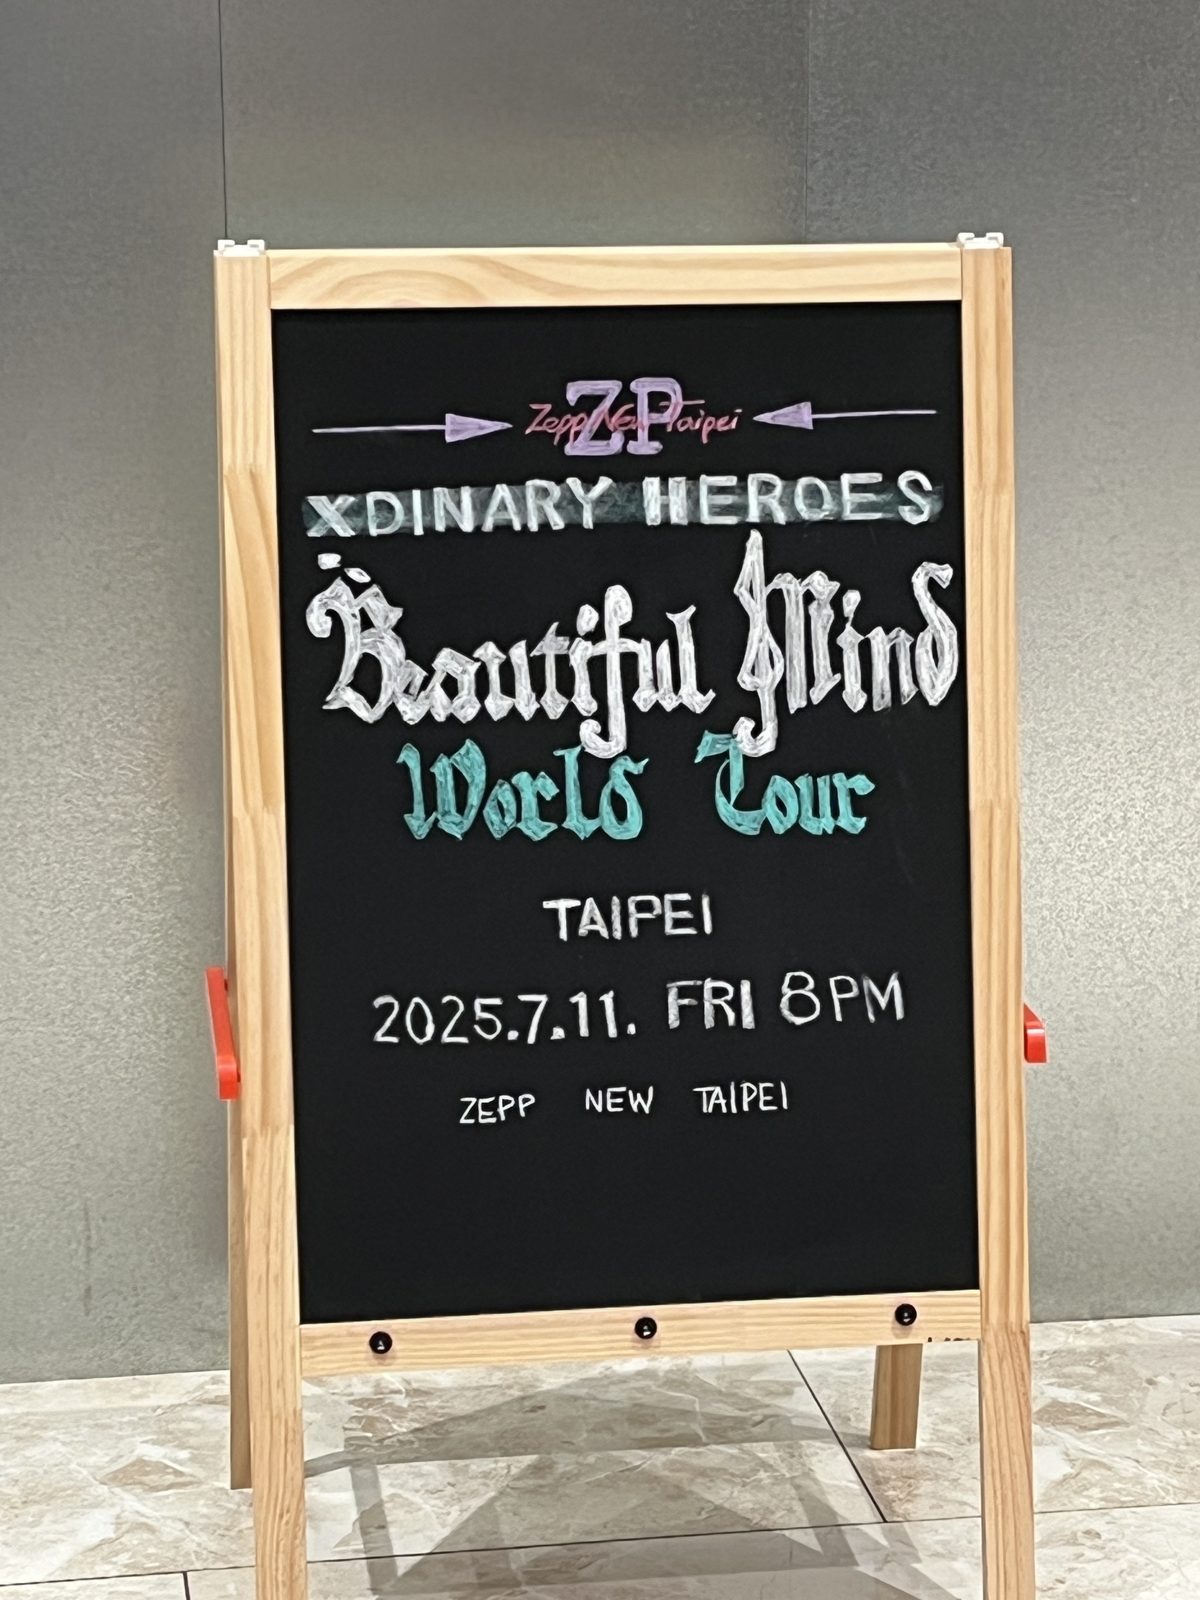 ZP
Zepp New Taipei
XDINARY HEROES
Beautiful Mind
World Tour
TAIPEI
2025.7.11. FRI 8PM
ZEPP NEW TAIPEI